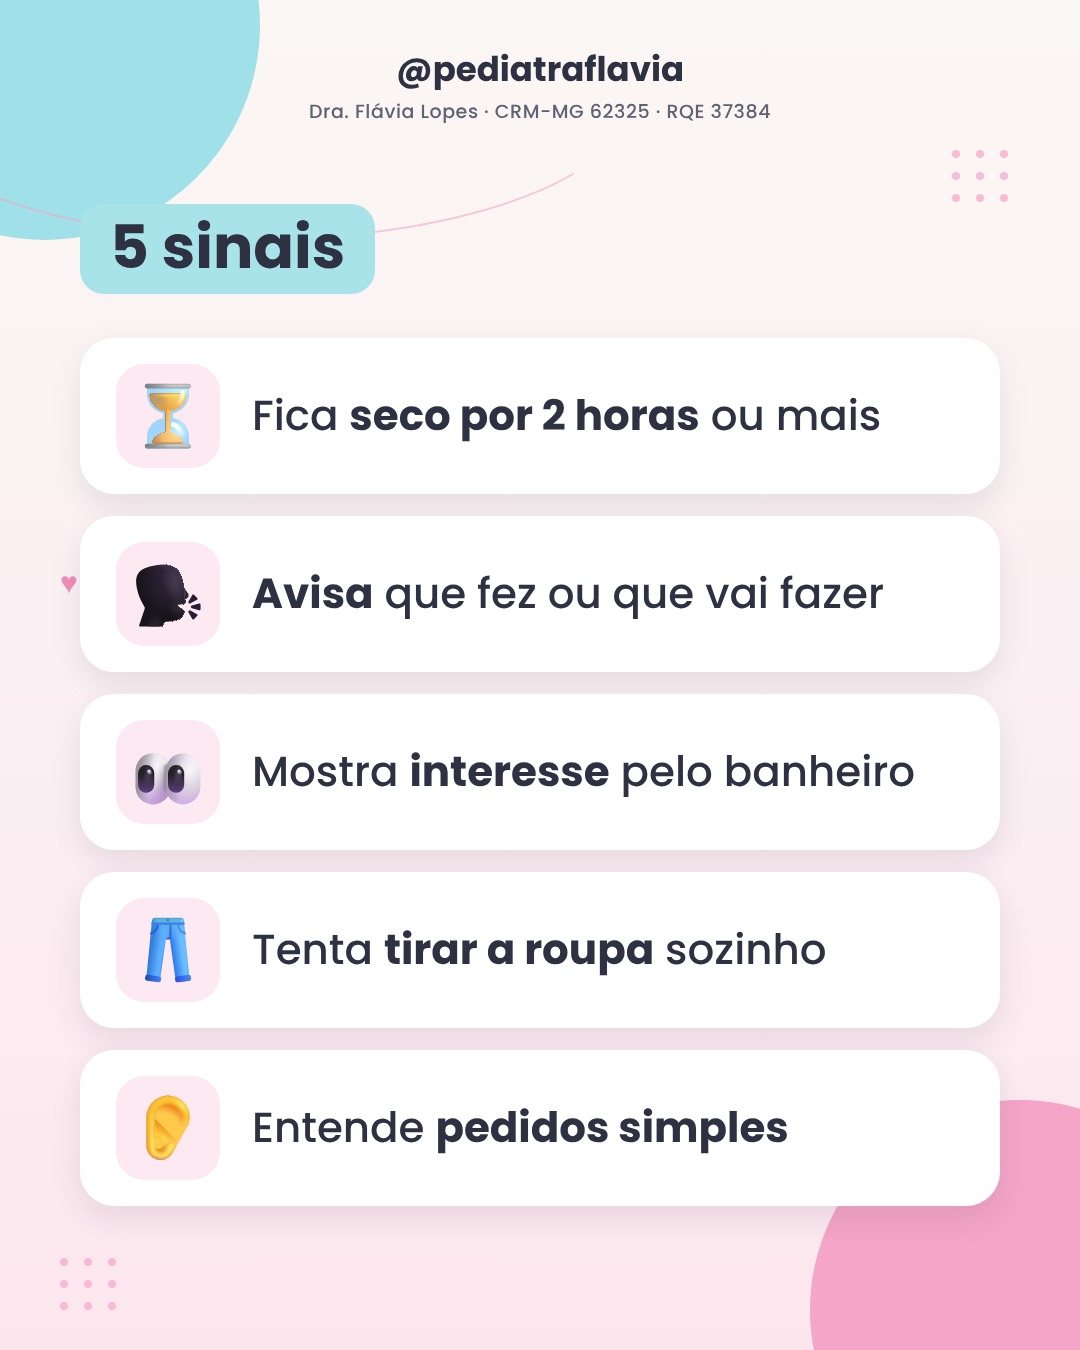 @pediatraflavia
Dra. Flávia Lopes · CRM-MG 62325 · RQE 37384
5 sinais
Fica seco por 2 horas ou mais
Avisa que fez ou que vai fazer
Mostra interesse pelo banheiro
Tenta tirar a roupa sozinho
Entende pedidos simples